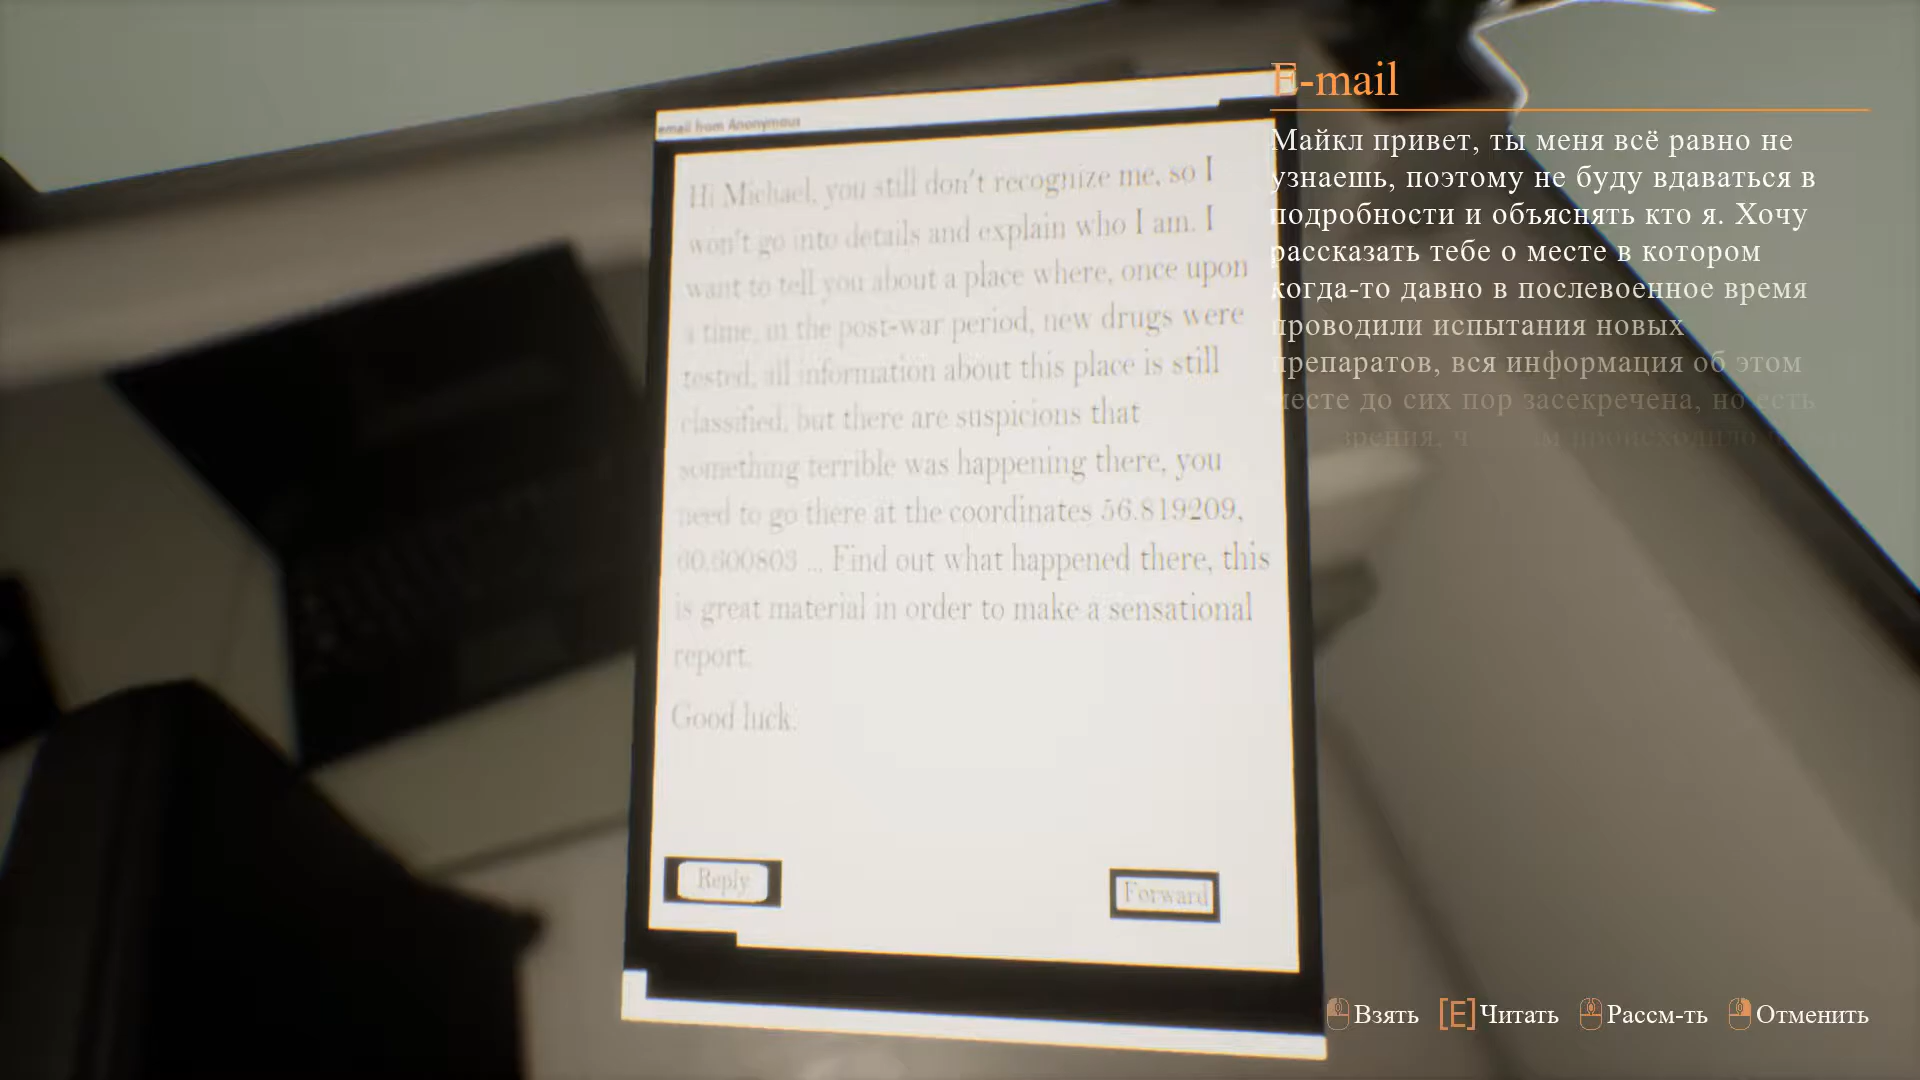 email from Anonymous
Hi Michael, you still don't recognize me, so I
won't go into details and explain who I am. I
want to tell you about a place where, once upon
a time, in the post-war period, new drugs were
tested, all information about this place is still
classified, but there are suspicions that
something terrible was happening there, you
need to go there at the coordinates 56.819209,
60.600803 ... Find out what happened there, this
is great material in order to make a sensational
report.
Good luck.
Reply
Forward
E-mail
Майкл привет, ты меня всё равно не
узнаешь, поэтому не буду вдаваться в
подробности и объяснять кто я. Хочу
рассказать тебе о месте в котором
когда-то давно в послевоенное время
проводили испытания новых
препаратов, вся информация об этом
месте до сих пор засекречена, но есть
Взять [E] Читать Рассм-ть Отменить